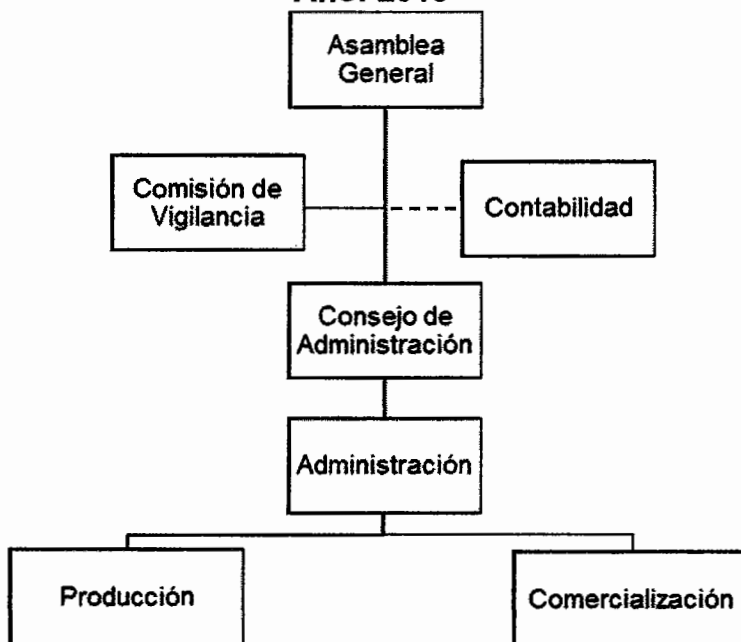 Asamblea
General
Comisión de
Vigilancia
Contabilidad
Consejo de
Administración
Administración
Producción
Comercialización